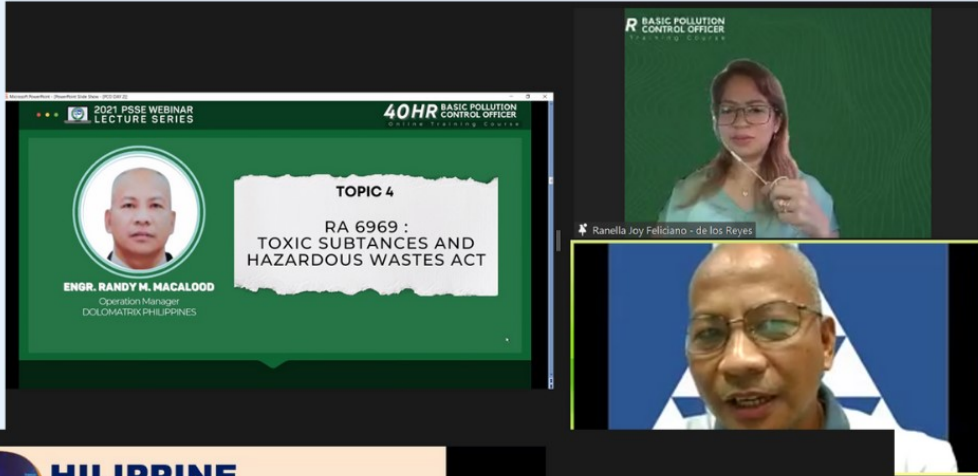 Microsoft PowerPoint - [PowerPoint Slide Show - [PCO DAY 2]]
2021 PSSE WEBINAR
LECTURE SERIES
40HR BASIC POLLUTION
CONTROL OFFICER
Online Training Course
TOPIC 4
RA 6969 :
TOXIC SUBTANCES AND
HAZARDOUS WASTES ACT
ENGR. RANDY M. MACALOOD
Operation Manager
DOLOMATRIX PHILIPPINES
R BASIC POLLUTION
CONTROL OFFICER
Training Course
Ranella Joy Feliciano - de los Reyes
HILIPPINE